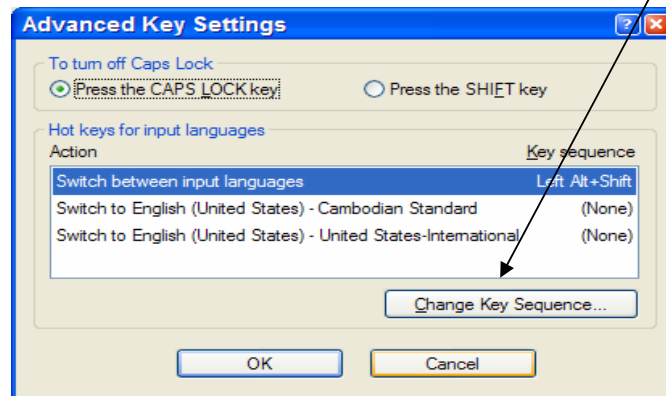 Advanced Key Settings
To turn off Caps Lock
Press the CAPS LOCK key
Press the SHIFT key
Hot keys for input languages
Action Key sequence
Switch between input languages Left Alt+Shift
Switch to English (United States) - Cambodian Standard (None)
Switch to English (United States) - United States-International (None)
Change Key Sequence...
OK Cancel